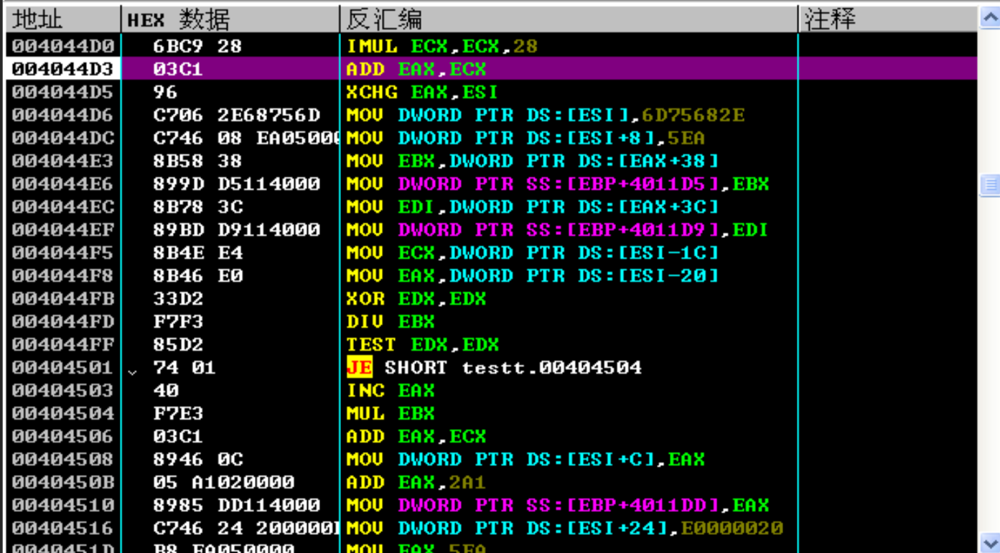 地址 HEX 数据 反汇编 注释
004044D0 6BC9 28 IMUL ECX,ECX,28
004044D3 03C1 ADD EAX,ECX
004044D5 96 XCHG EAX,ESI
004044D6 C706 2E68756D MOV DWORD PTR DS:[ESI],6D75682E
004044DC C746 08 EA0500 MOV DWORD PTR DS:[ESI+8],5EA
004044E3 8B58 38 MOV EBX,DWORD PTR DS:[EAX+38]
004044E6 899D D5114000 MOV DWORD PTR SS:[EBP+4011D5],EBX
004044EC 8B78 3C MOV EDI,DWORD PTR DS:[EAX+3C]
004044EF 89BD D9114000 MOV DWORD PTR SS:[EBP+4011D9],EDI
004044F5 8B4E E4 MOV ECX,DWORD PTR DS:[ESI-1C]
004044F8 8B46 E0 MOV EAX,DWORD PTR DS:[ESI-20]
004044FB 33D2 XOR EDX,EDX
004044FD F7F3 DIV EBX
004044FF 85D2 TEST EDX,EDX
00404501 74 01 JE SHORT testt.00404504
00404503 40 INC EAX
00404504 F7E3 MUL EBX
00404506 03C1 ADD EAX,ECX
00404508 8946 0C MOV DWORD PTR DS:[ESI+C],EAX
0040450B 05 A1020000 ADD EAX,2A1
00404510 8985 DD114000 MOV DWORD PTR SS:[EBP+4011DD],EAX
00404516 C746 24 200000 MOV DWORD PTR DS:[ESI+24],E0000020
0040451D B8 EA050000 MOV EAX,5EA